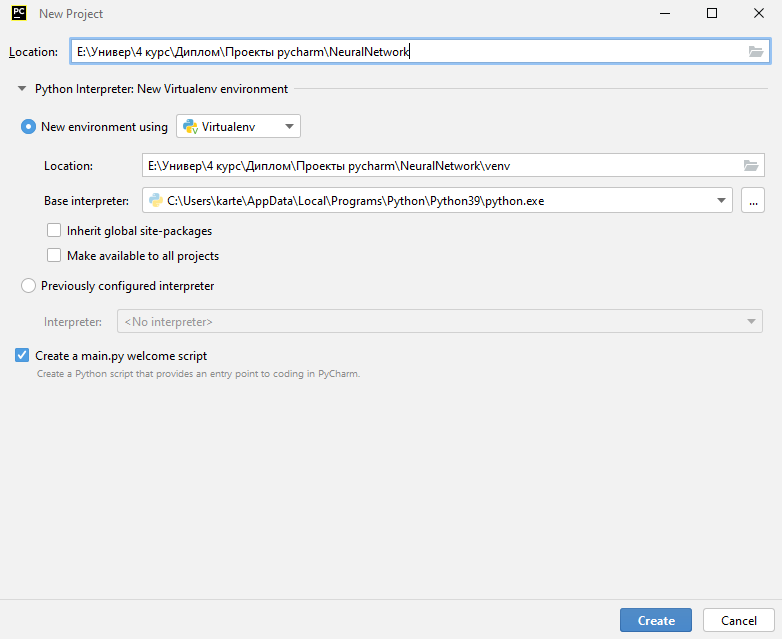 PC New Project
Location: E:\Универ\4 курс\Диплом\Проекты pycharm\NeuralNetwork
Python Interpreter: New Virtualenv environment
New environment using Virtualenv
Location: E:\Универ\4 курс\Диплом\Проекты pycharm\NeuralNetwork\venv
Base interpreter: C:\Users\karte\AppData\Local\Programs\Python\Python39\python.exe ...
Inherit global site-packages
Make available to all projects
Previously configured interpreter
Interpreter: <No interpreter>
Create a main.py welcome script
Create a Python script that provides an entry point to coding in PyCharm.
Create Cancel